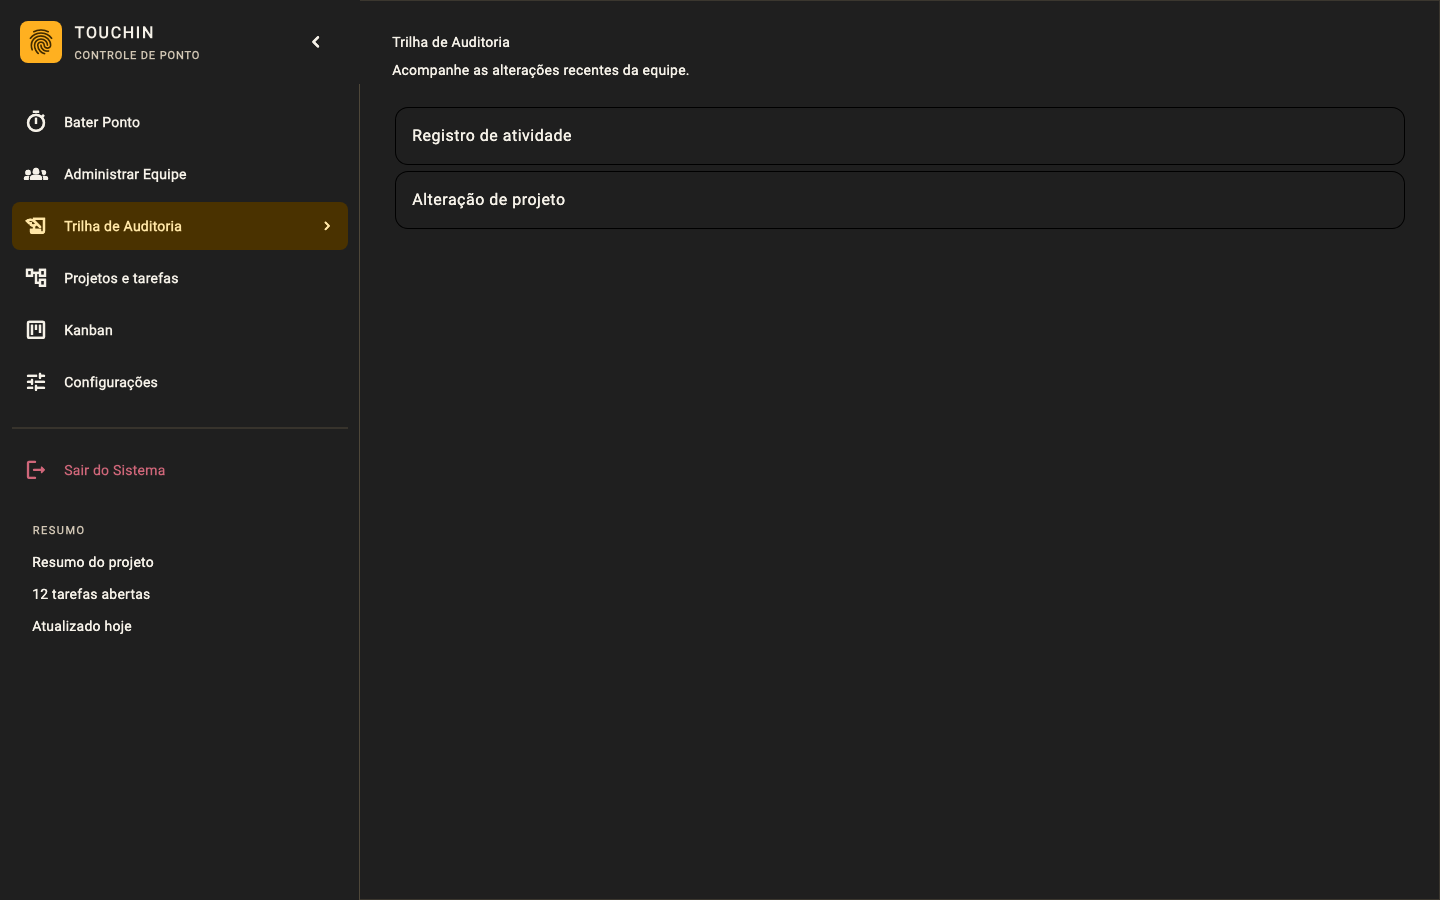 TOUCHIN
CONTROLE DE PONTO
Bater Ponto
Administrar Equipe
Trilha de Auditoria
Projetos e tarefas
Kanban
Configurações
Sair do Sistema
RESUMO
Resumo do projeto
12 tarefas abertas
Atualizado hoje
Trilha de Auditoria
Acompanhe as alterações recentes da equipe.
Registro de atividade
Alteração de projeto